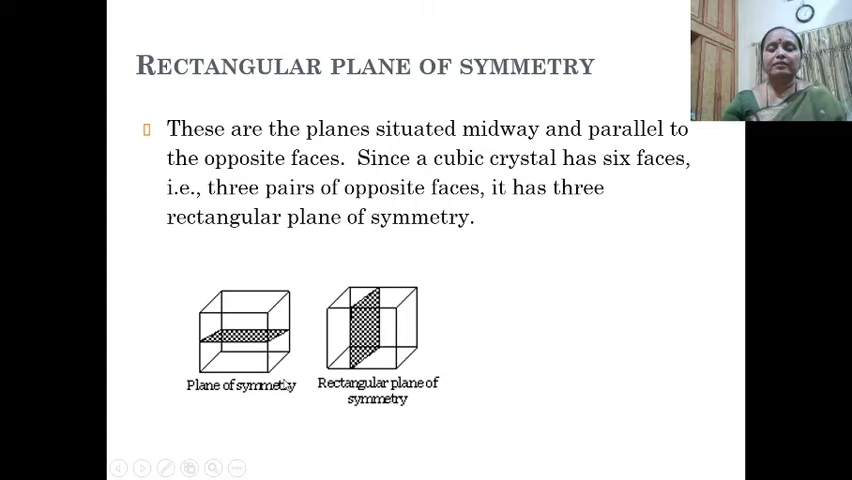 RECTANGULAR PLANE OF SYMMETRY
These are the planes situated midway and parallel to
the opposite faces. Since a cubic crystal has six faces,
i.e., three pairs of opposite faces, it has three
rectangular plane of symmetry.
Plane of symmetry
Rectangular plane of
symmetry